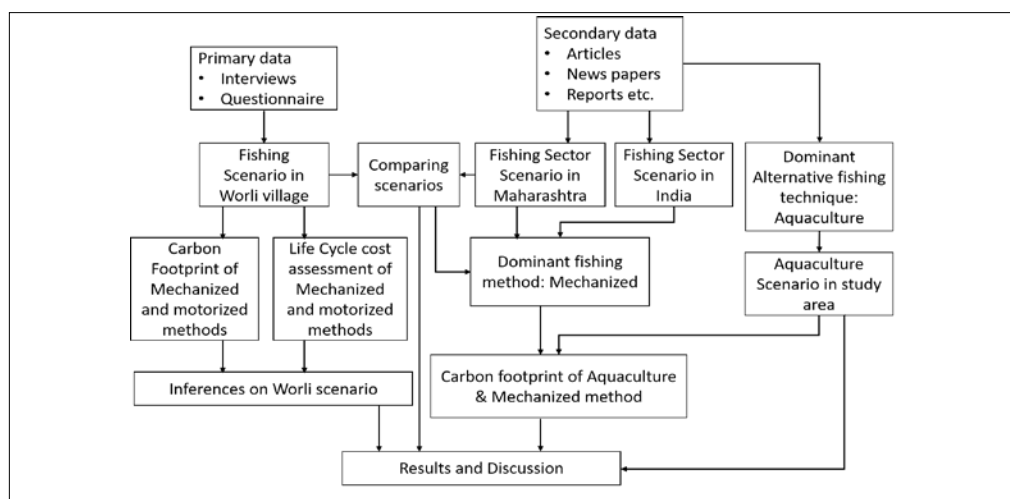 Primary data
• Interviews
• Questionnaire
Secondary data
• Articles
• News papers
• Reports etc.
Fishing
Scenario in
Worli village
Comparing
scenarios
Fishing Sector
Scenario in
Maharashtra
Fishing Sector
Scenario in
India
Dominant
Alternative fishing
technique:
Aquaculture
Carbon
Footprint of
Mechanized
and motorized
methods
Life Cycle cost
assessment of
Mechanized
and motorized
methods
Dominant fishing
method: Mechanized
Aquaculture
Scenario in study
area
Inferences on Worli scenario
Carbon footprint of Aquaculture
& Mechanized method
Results and Discussion